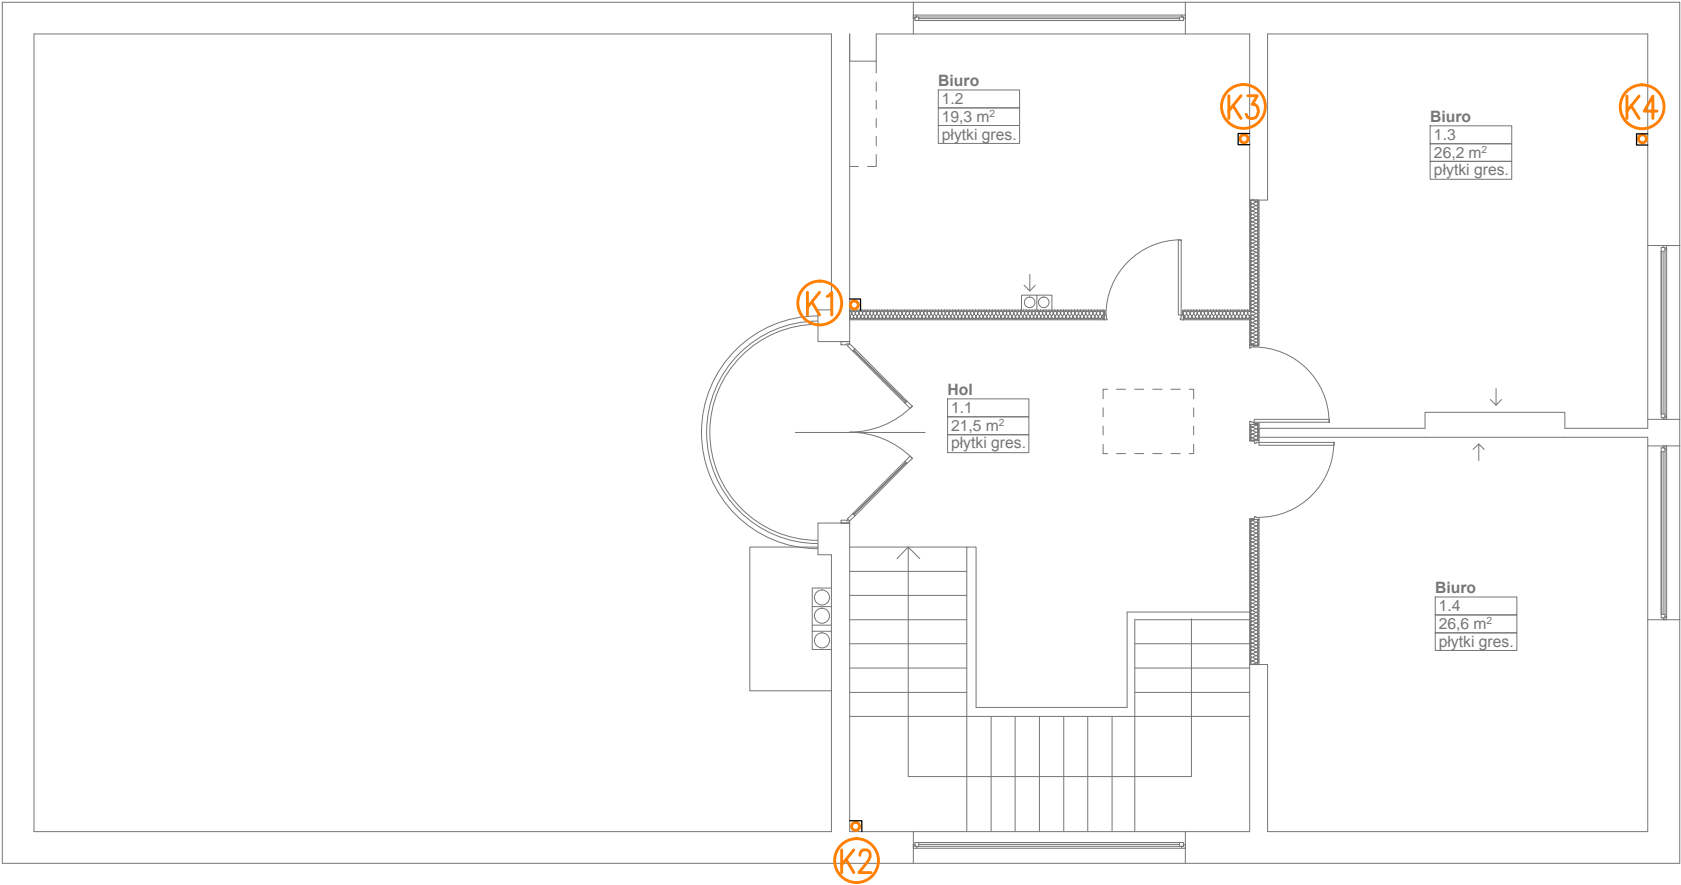 Biuro
1.2
19,3 m²
płytki gres.
K3
K4
Biuro
1.3
26,2 m²
płytki gres.
K1
Hol
1.1
21,5 m²
płytki gres.
Biuro
1.4
26,6 m²
płytki gres.
K2